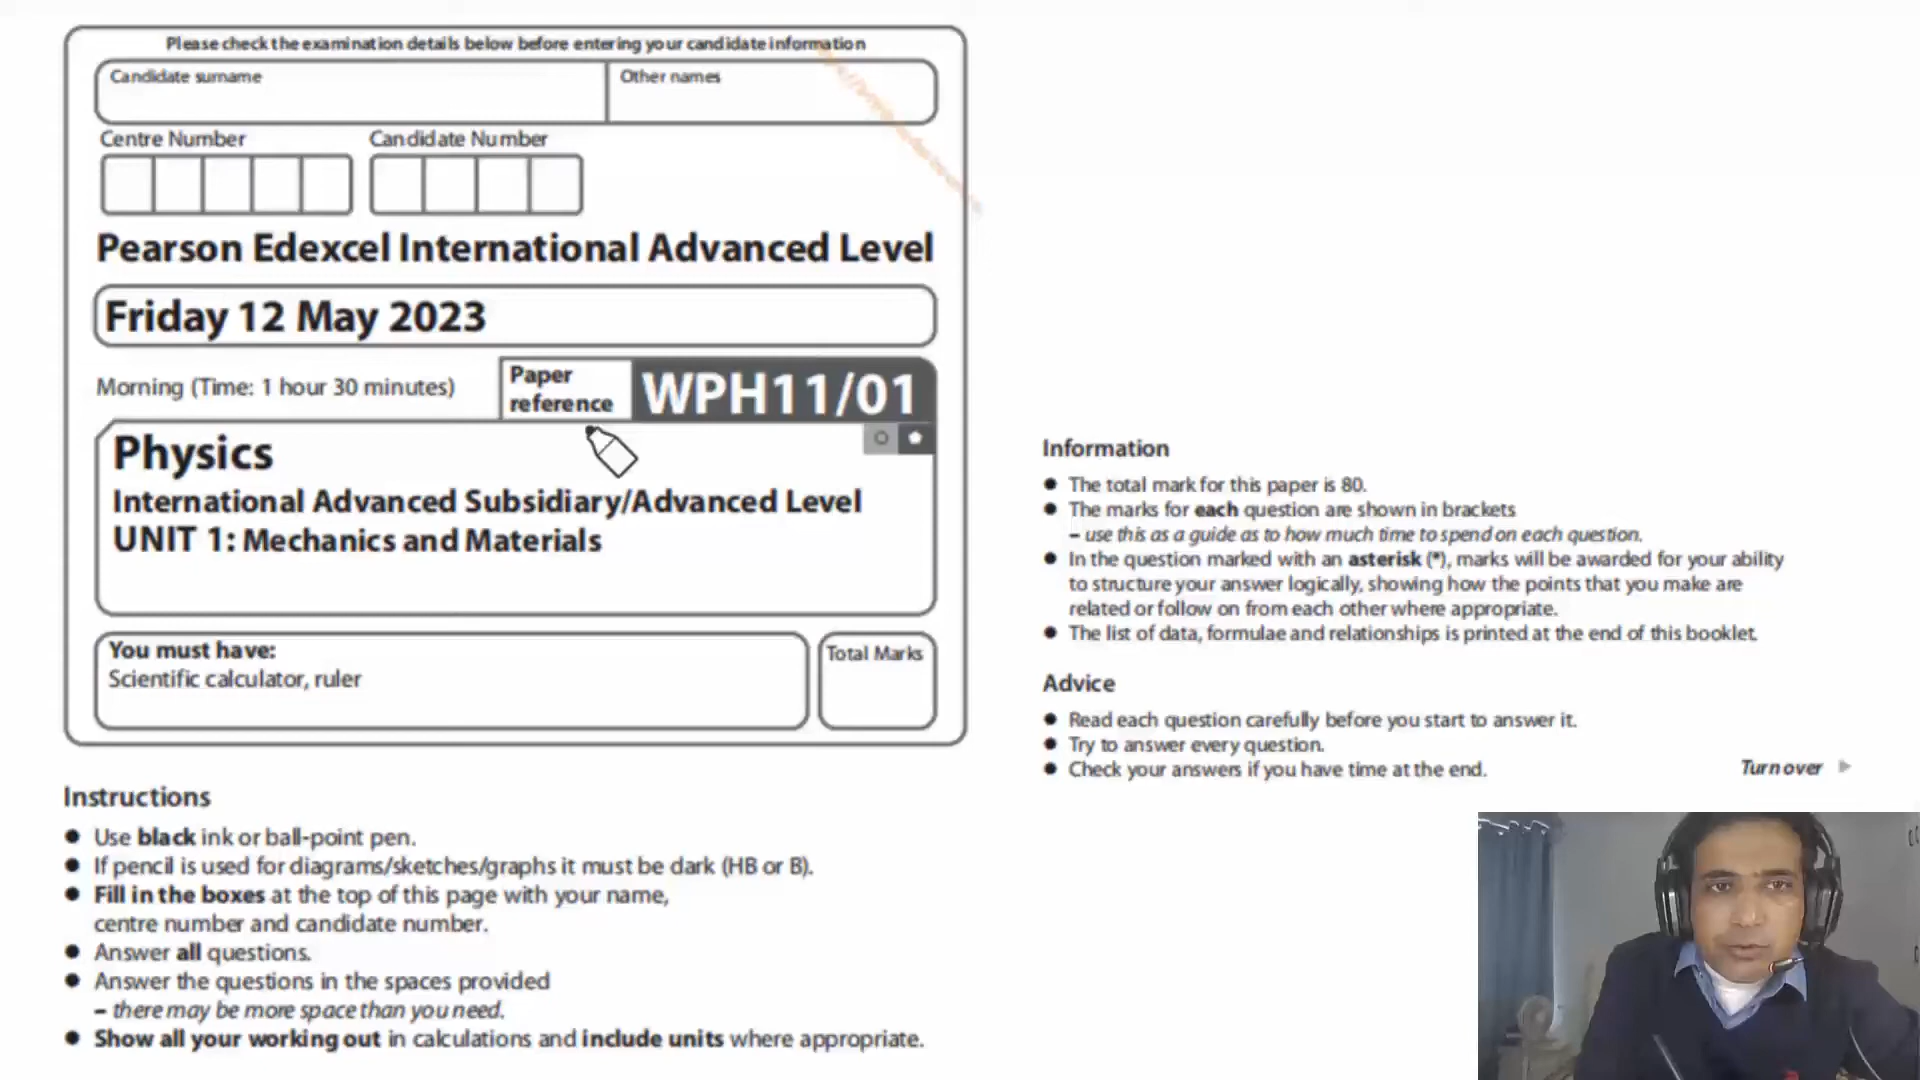 Please check the examination details below before entering your candidate information
Candidate surname
Other names
Centre Number
Candidate Number
Pearson Edexcel International Advanced Level
Friday 12 May 2023
Morning (Time: 1 hour 30 minutes)
Paper
reference
WPH11/01
Physics
International Advanced Subsidiary/Advanced Level
UNIT 1: Mechanics and Materials
You must have:
Scientific calculator, ruler
Total Marks
Instructions
● Use black ink or ball-point pen.
● If pencil is used for diagrams/sketches/graphs it must be dark (HB or B).
● Fill in the boxes at the top of this page with your name,
centre number and candidate number.
● Answer all questions.
● Answer the questions in the spaces provided
– there may be more space than you need.
● Show all your working out in calculations and include units where appropriate.
Information
● The total mark for this paper is 80.
● The marks for each question are shown in brackets
– use this as a guide as to how much time to spend on each question.
● In the question marked with an asterisk (*), marks will be awarded for your ability
to structure your answer logically, showing how the points that you make are
related or follow on from each other where appropriate.
● The list of data, formulae and relationships is printed at the end of this booklet.
Advice
● Read each question carefully before you start to answer it.
● Try to answer every question.
● Check your answers if you have time at the end.
Turn over